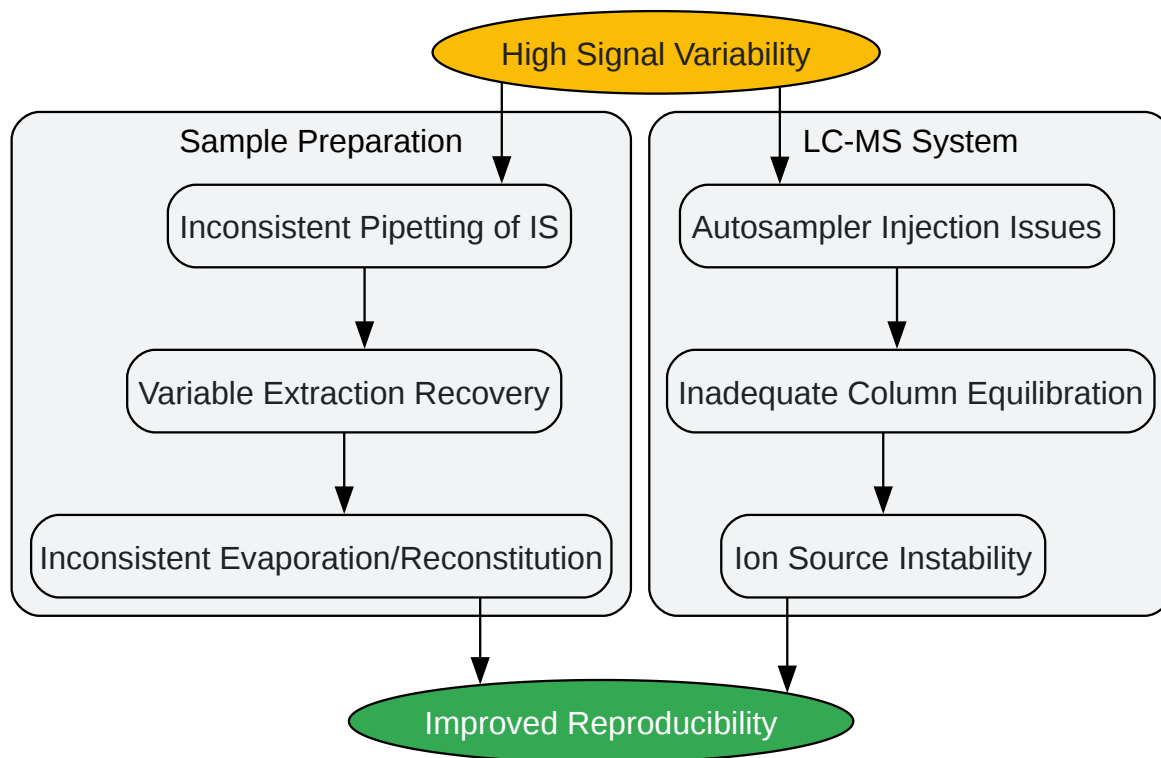 High Signal Variability
Sample Preparation
Inconsistent Pipetting of IS
Variable Extraction Recovery
Inconsistent Evaporation/Reconstitution
LC-MS System
Autosampler Injection Issues
Inadequate Column Equilibration
Ion Source Instability
Improved Reproducibility